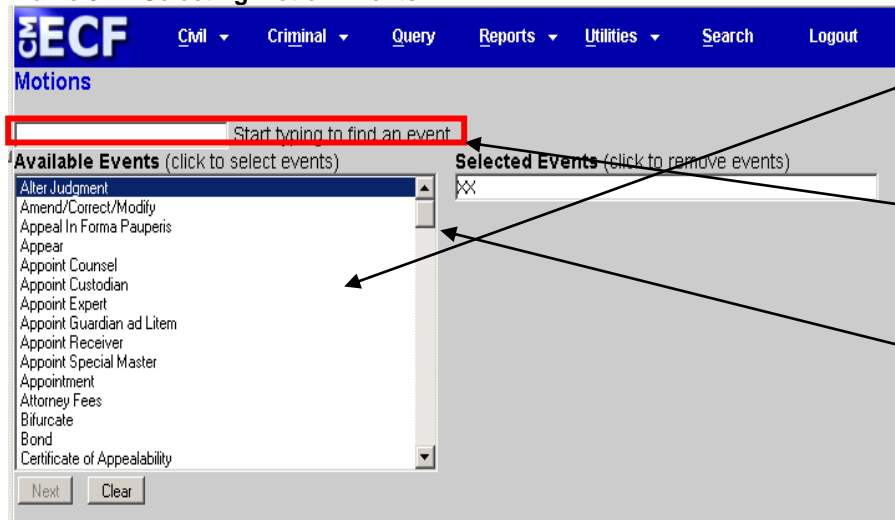 CM ECF Civil Criminal Query Reports Utilities Search Logout
Motions
Start typing to find an event
Available Events (click to select events)
Selected Events (click to remove events)
XX
Alter Judgment
Amend/Correct/Modify
Appeal In Forma Pauperis
Appear
Appoint Counsel
Appoint Custodian
Appoint Expert
Appoint Guardian ad Litem
Appoint Receiver
Appoint Special Master
Appointment
Attorney Fees
Bifurcate
Bond
Certificate of Appealability
Next Clear